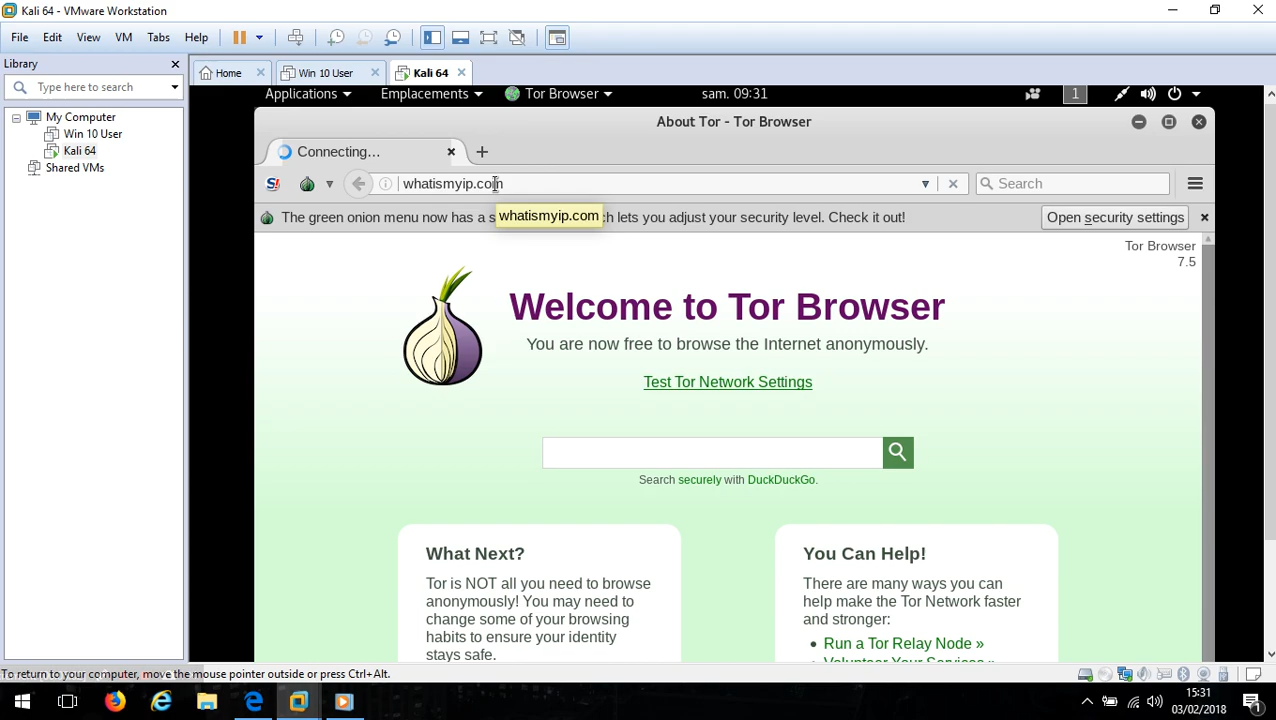 Kali 64 - VMware Workstation
File Edit View VM Tabs Help
Library
Type here to search
My Computer
Win 10 User
Kali 64
Shared VMs
Home
Win 10 User
Kali 64
Applications Emplacements Tor Browser sam. 09:31 1
About Tor - Tor Browser
Connecting…
S! whatismyip.com Search
whatismyip.com
The green onion menu now has a s ch lets you adjust your security level. Check it out! Open security settings
Tor Browser
7.5
Welcome to Tor Browser
You are now free to browse the Internet anonymously.
Test Tor Network Settings
Search securely with DuckDuckGo.
What Next?
Tor is NOT all you need to browse
anonymously! You may need to
change some of your browsing
habits to ensure your identity
stays safe.
You Can Help!
There are many ways you can
help make the Tor Network faster
and stronger:
Run a Tor Relay Node »
Volunteer Your Services »
To return to your computer, move the mouse pointer outside or press Ctrl+Alt.
15:31
03/02/2018
1